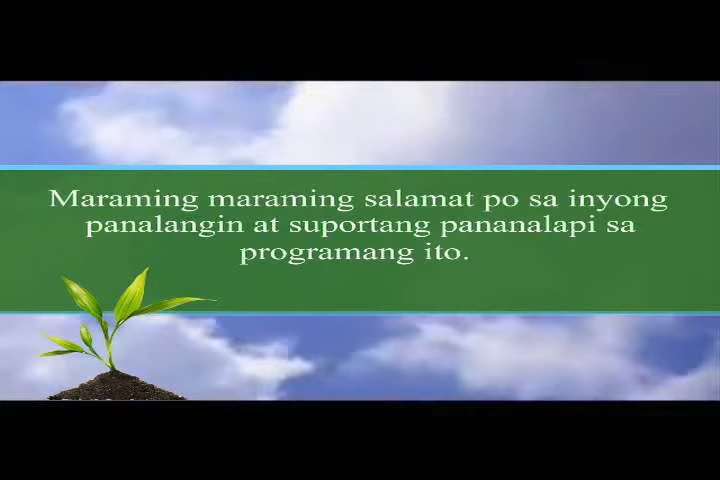 Maraming maraming salamat po sa inyong
panalangin at suportang pananalapi sa
programang ito.